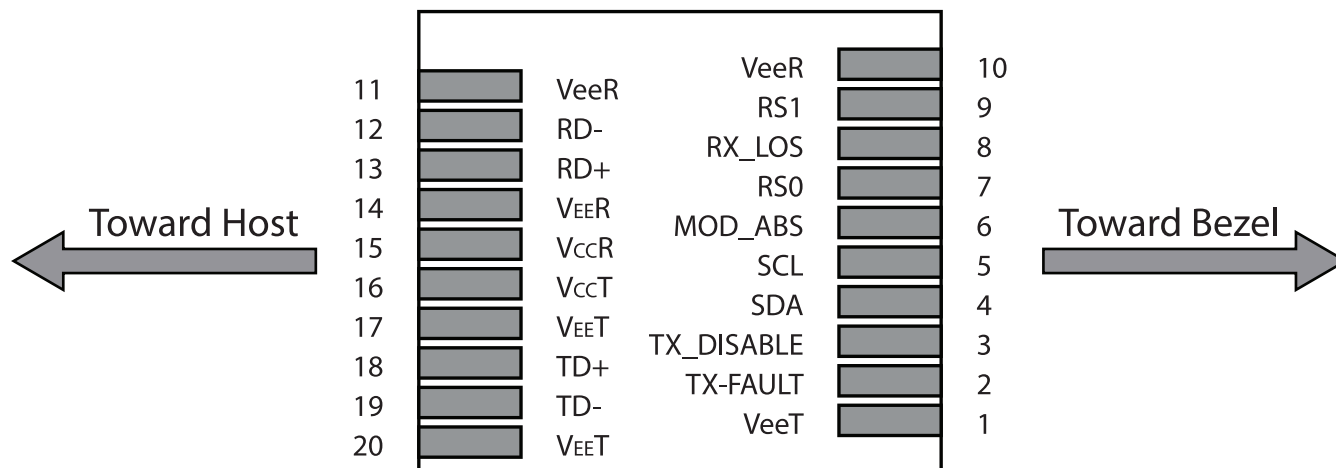 VeeR 10
11 VeeR
RS1 9
12 RD-
RX_LOS 8
13 RD+
RS0 7
14 VEER
MOD_ABS 6
Toward Host
Toward Bezel
15 VCCR
SCL 5
16 VCCT
SDA 4
17 VEET
TX_DISABLE 3
18 TD+
TX-FAULT 2
19 TD-
VeeT 1
20 VEET